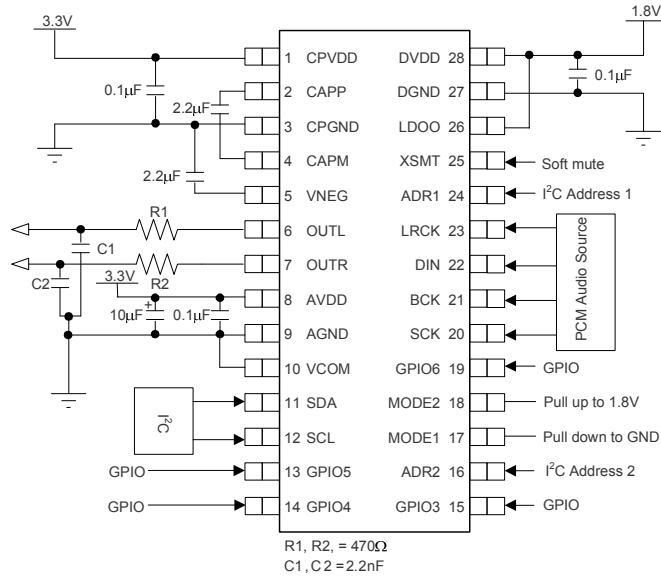 3.3V
1.8V
1 CPVDD DVDD 28
0.1µF
2 CAPP DGND 27
0.1µF
2.2µF
3 CPGND LDOO 26
4 CAPM XSMT 25 Soft mute
2.2µF
5 VNEG ADR1 24 I²C Address 1
R1
6 OUTL LRCK 23
C1
7 OUTR DIN 22
C2
R2
3.3V
8 AVDD BCK 21
10µF
+
0.1µF
9 AGND SCK 20
PCM Audio Source
10 VCOM GPIO6 19 GPIO
I²C
11 SDA MODE2 18 Pull up to 1.8V
12 SCL MODE1 17 Pull down to GND
GPIO 13 GPIO5 ADR2 16 I²C Address 2
GPIO 14 GPIO4 GPIO3 15 GPIO
R1, R2, = 470Ω
C1, C2 = 2.2nF